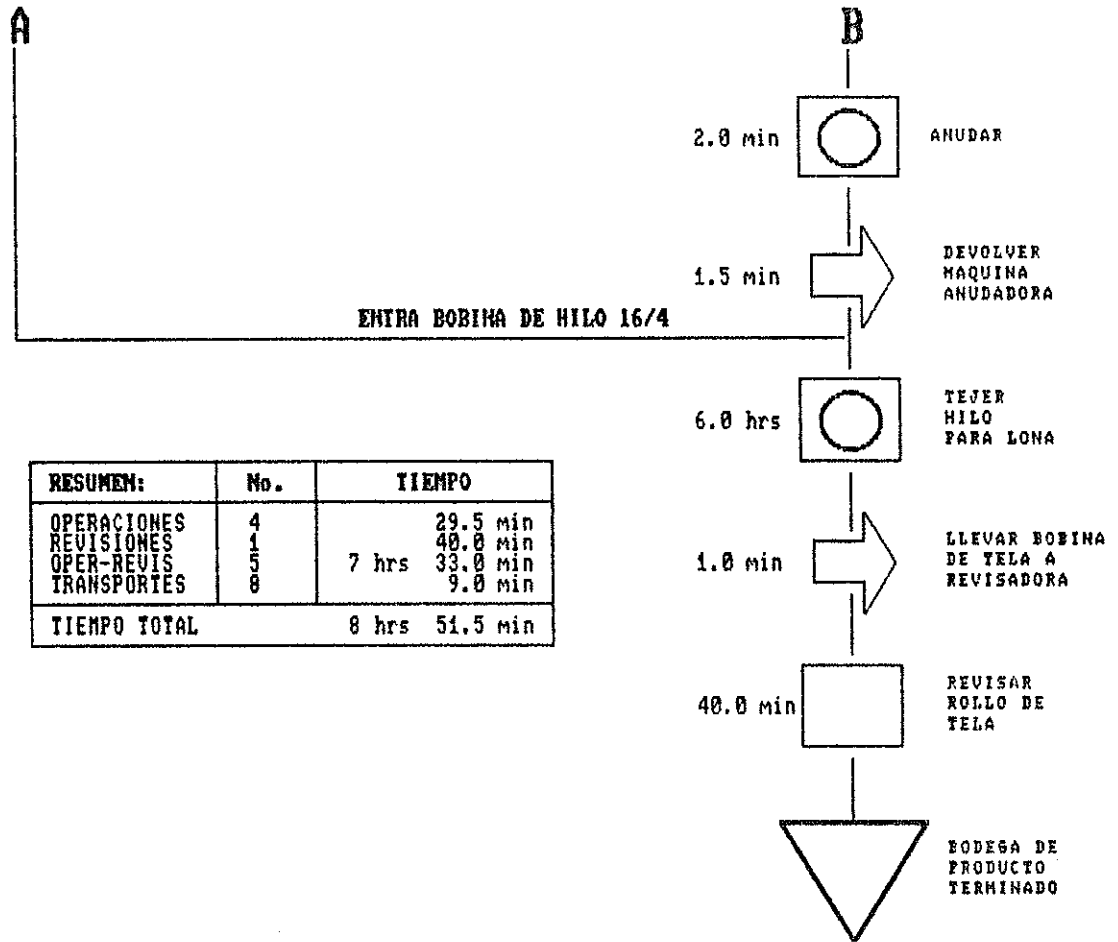 A
B
2.0 min
ANUDAR
1.5 min
DEVOLVER
MAQUINA
ANUDADORA
ENTRA BOBINA DE HILO 16/4
6.0 hrs
TEJER
HILO
PARA LONA
RESUMEN: No. TIEMPO
OPERACIONES 4 29.5 min
REVISIONES 1 40.0 min
OPER-REVIS 5 7 hrs 33.0 min
TRANSPORTES 8 9.0 min
TIEMPO TOTAL 8 hrs 51.5 min
1.0 min
LLEVAR BOBINA
DE TELA A
REVISADORA
40.0 min
REVISAR
ROLLO DE
TELA
BODEGA DE
PRODUCTO
TERMINADO